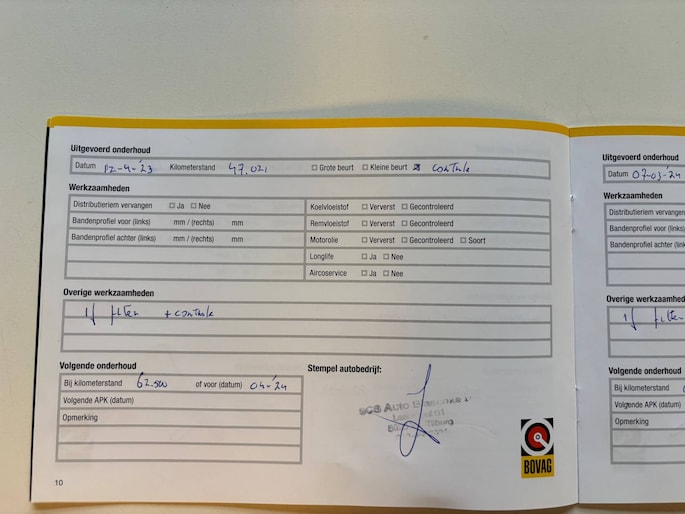 Uitgevoerd onderhoud
Datum 12-4-'23 Kilometerstand 47.021 Grote beurt Kleine beurt controle
Werkzaamheden
Distributieriem vervangen Ja Nee
Bandenprofiel voor (links) mm / (rechts) mm
Bandenprofiel achter (links) mm / (rechts) mm
Koelvloeistof Ververst Gecontroleerd
Remvloeistof Ververst Gecontroleerd
Motorolie Ververst Gecontroleerd Soort
Longlife Ja Nee
Aircoservice Ja Nee
Overige werkzaamheden
filter + controle
Volgende onderhoud
Bij kilometerstand 62.500 of voor (datum) 04-'24
Volgende APK (datum)
Opmerking
Stempel autobedrijf:
Auto
Tilburg
BOVAG
10
Uitgevoerd onderhoud
Datum 07-03-'24
Werkzaamheden
Distributieriem
Bandenprofiel voor
Bandenprofiel achter
Overige werkzaamhed
filter
Volgende onderhoud
Bij kilometerstand
Volgende APK (datum)
Opmerking